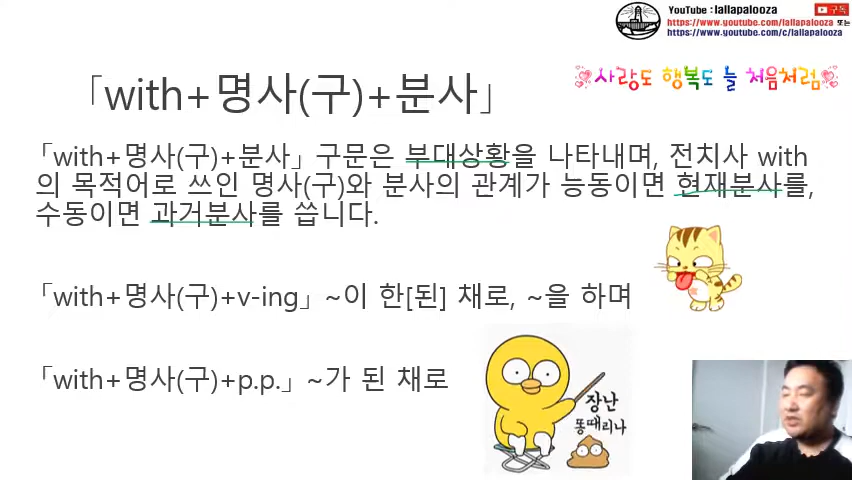 YouTube : lallapalooza 구독
https://www.youtube.com/lallapalooza 또는
https://www.youtube.com/c/lallapalooza
사랑도 행복도 늘 처음처럼
「with+명사(구)+분사」
「with+명사(구)+분사」구문은 부대상황을 나타내며, 전치사 with
의 목적어로 쓰인 명사(구)와 분사의 관계가 능동이면 현재분사를,
수동이면 과거분사를 씁니다.
「with+명사(구)+v-ing」~이 한[된] 채로, ~을 하며
「with+명사(구)+p.p.」~가 된 채로
장난
똥때리나